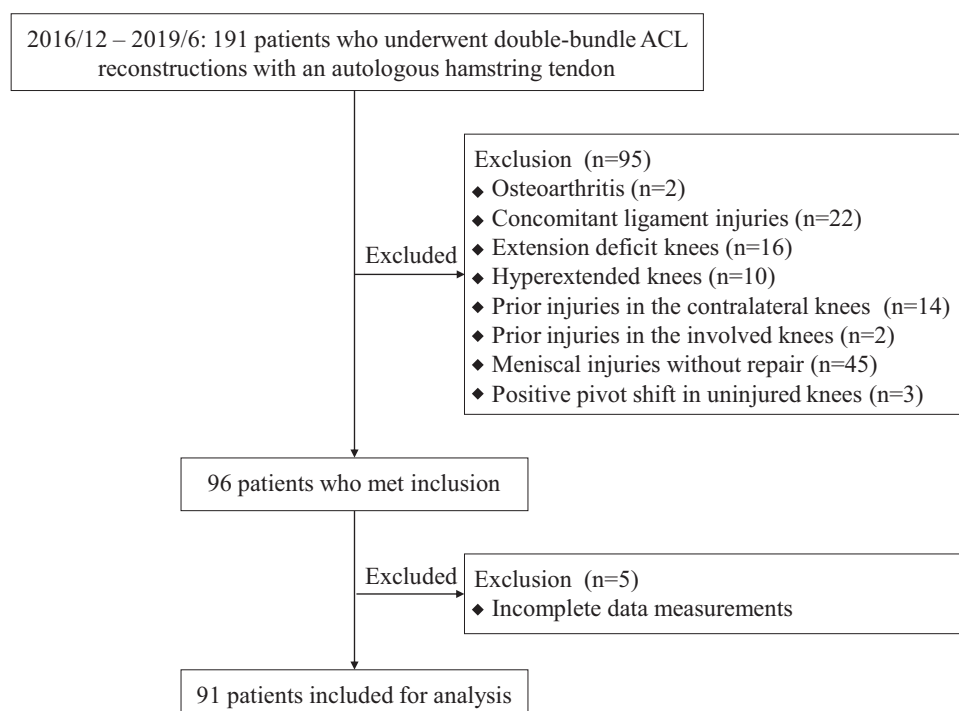 2016/12 – 2019/6: 191 patients who underwent double-bundle ACL
reconstructions with an autologous hamstring tendon
Excluded
Exclusion (n=95)
◆ Osteoarthritis (n=2)
◆ Concomitant ligament injuries (n=22)
◆ Extension deficit knees (n=16)
◆ Hyperextended knees (n=10)
◆ Prior injuries in the contralateral knees (n=14)
◆ Prior injuries in the involved knees (n=2)
◆ Meniscal injuries without repair (n=45)
◆ Positive pivot shift in uninjured knees (n=3)
96 patients who met inclusion
Excluded
Exclusion (n=5)
◆ Incomplete data measurements
91 patients included for analysis